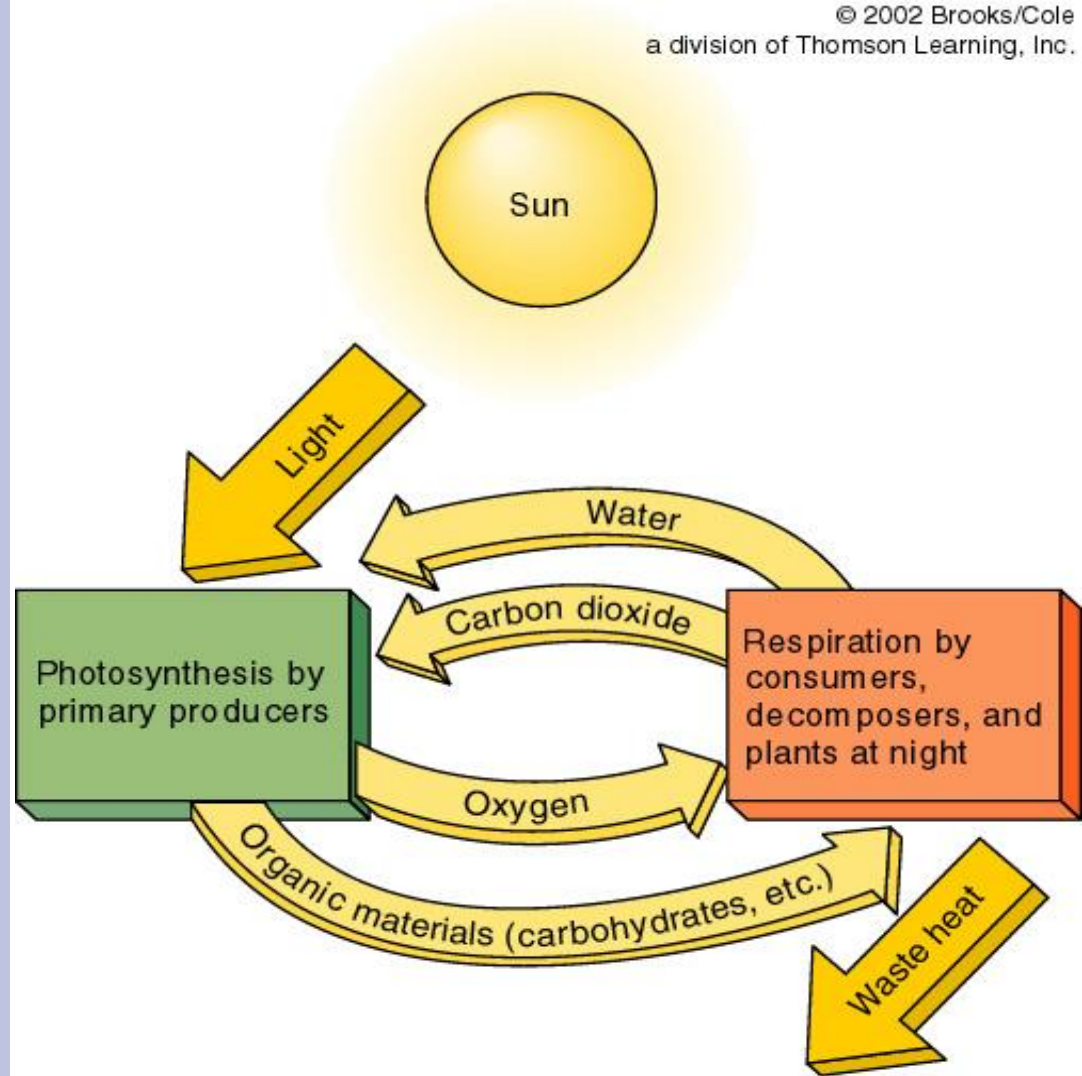 © 2002 Brooks/Cole
a division of Thomson Learning, Inc.
Sun
Light
Water
Carbon dioxide
Photosynthesis by
primary producers
Respiration by
consumers,
decomposers, and
plants at night
Oxygen
Organic materials (carbohydrates, etc.)
Waste heat